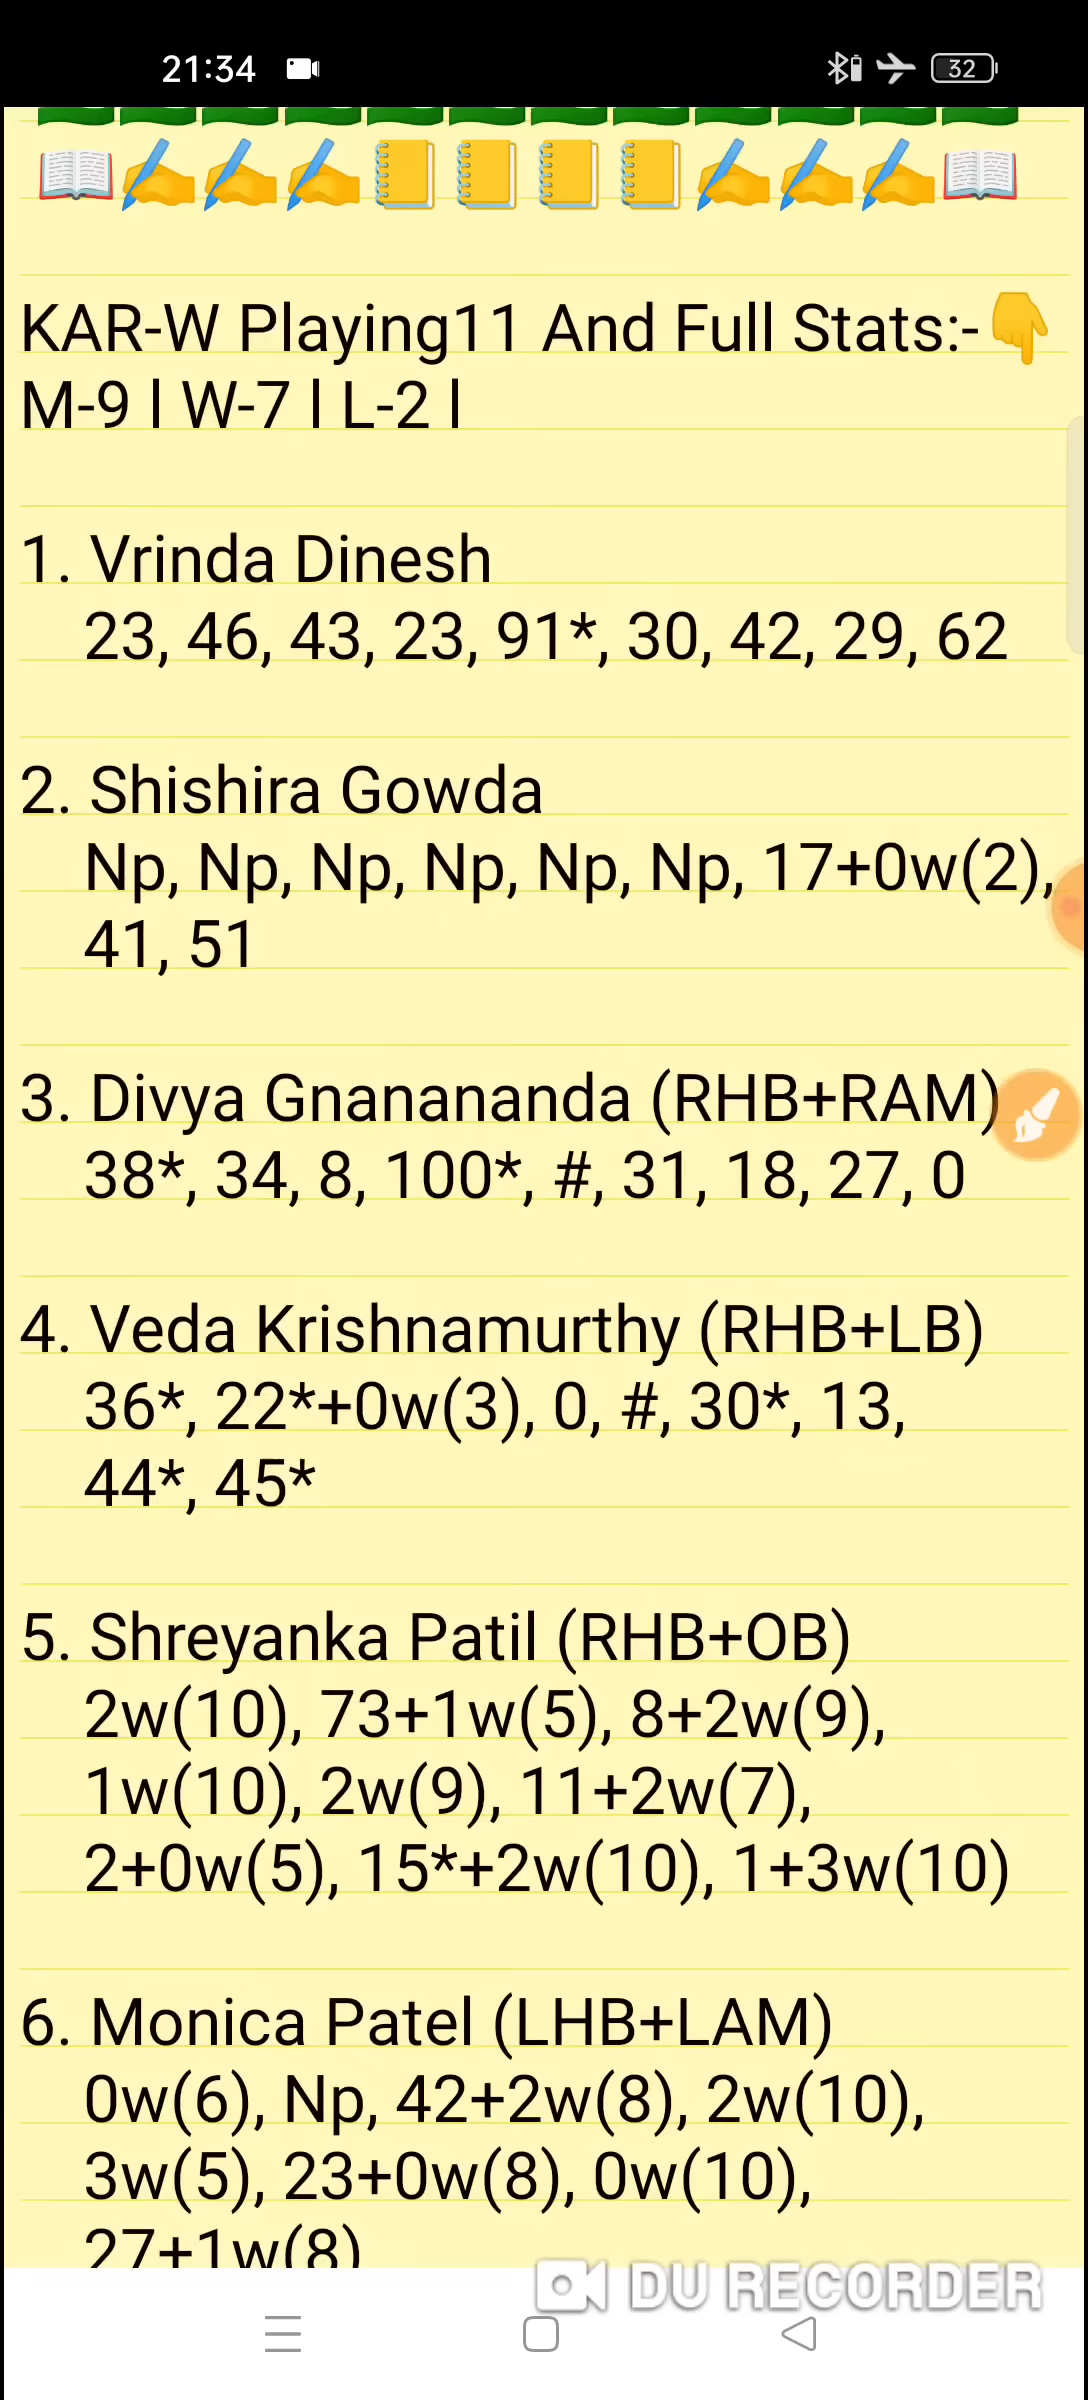 21:34
32
KAR-W Playing11 And Full Stats:-
M-9 l W-7 l L-2 l
1. Vrinda Dinesh
23, 46, 43, 23, 91*, 30, 42, 29, 62
2. Shishira Gowda
Np, Np, Np, Np, Np, Np, 17+0w(2),
41, 51
3. Divya Gnanananda (RHB+RAM)
38*, 34, 8, 100*, #, 31, 18, 27, 0
4. Veda Krishnamurthy (RHB+LB)
36*, 22*+0w(3), 0, #, 30*, 13,
44*, 45*
5. Shreyanka Patil (RHB+OB)
2w(10), 73+1w(5), 8+2w(9),
1w(10), 2w(9), 11+2w(7),
2+0w(5), 15*+2w(10), 1+3w(10)
6. Monica Patel (LHB+LAM)
0w(6), Np, 42+2w(8), 2w(10),
3w(5), 23+0w(8), 0w(10),
27+1w(8)
DU RECORDER